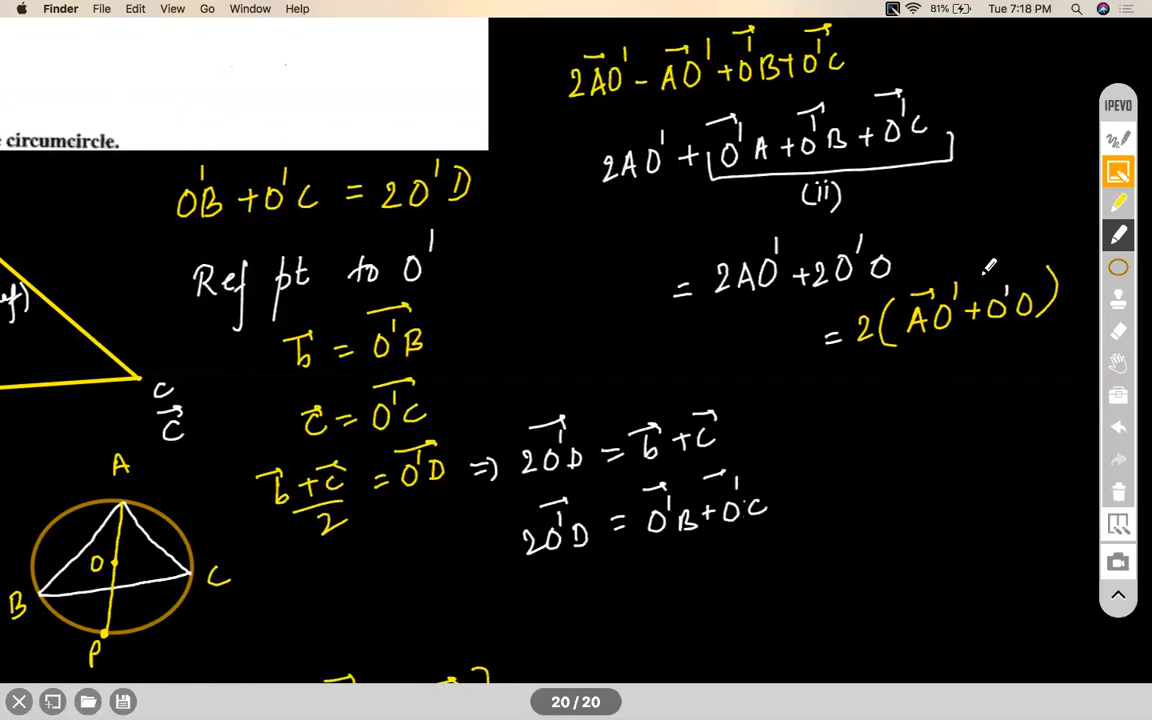 Finder File Edit View Go Window Help 81% Tue 7:18 PM
circumcircle.
O'B + O'C = 2O'D
Ref pt to O'
b = O'B
c = O'C
b + c / 2 = O'D => 2O'D = b + c
2O'D = O'B + O'C
C
c
A
O
B
C
P
2AO' - AO' + O'B + O'C
2AO' + O'A + O'B + O'C
(ii)
= 2AO' + 2O'O
= 2(AO' + O'O)
IPEVO
20/20